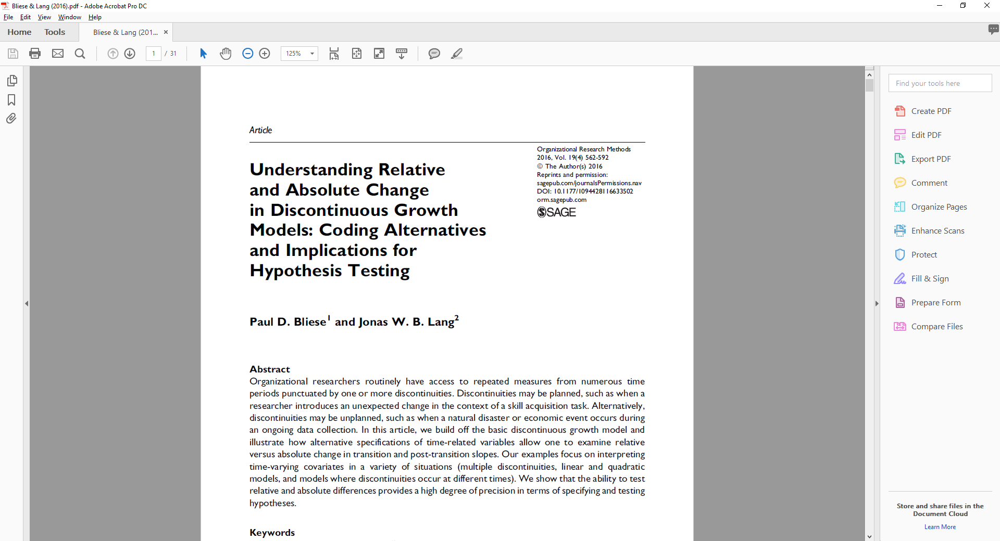 Bliese & Lang (2016).pdf - Adobe Acrobat Pro DC
File Edit View Window Help
Home Tools Bliese & Lang (201... ×
1 / 31 125%
Find your tools here
Create PDF
Edit PDF
Export PDF
Comment
Organize Pages
Enhance Scans
Protect
Fill & Sign
Prepare Form
Compare Files
Store and share files in the
Document Cloud
Learn More
Article
Organizational Research Methods
2016, Vol. 19(4) 562-592
© The Author(s) 2016
Reprints and permission:
sagepub.com/journalsPermissions.nav
DOI: 10.1177/1094428116633502
orm.sagepub.com
SAGE
Understanding Relative
and Absolute Change
in Discontinuous Growth
Models: Coding Alternatives
and Implications for
Hypothesis Testing
Paul D. Bliese1 and Jonas W. B. Lang2
Abstract
Organizational researchers routinely have access to repeated measures from numerous time
periods punctuated by one or more discontinuities. Discontinuities may be planned, such as when a
researcher introduces an unexpected change in the context of a skill acquisition task. Alternatively,
discontinuities may be unplanned, such as when a natural disaster or economic event occurs during
an ongoing data collection. In this article, we build off the basic discontinuous growth model and
illustrate how alternative specifications of time-related variables allow one to examine relative
versus absolute change in transition and post-transition slopes. Our examples focus on interpreting
time-varying covariates in a variety of situations (multiple discontinuities, linear and quadratic
models, and models where discontinuities occur at different times). We show that the ability to test
relative and absolute differences provides a high degree of precision in terms of specifying and testing
hypotheses.
Keywords